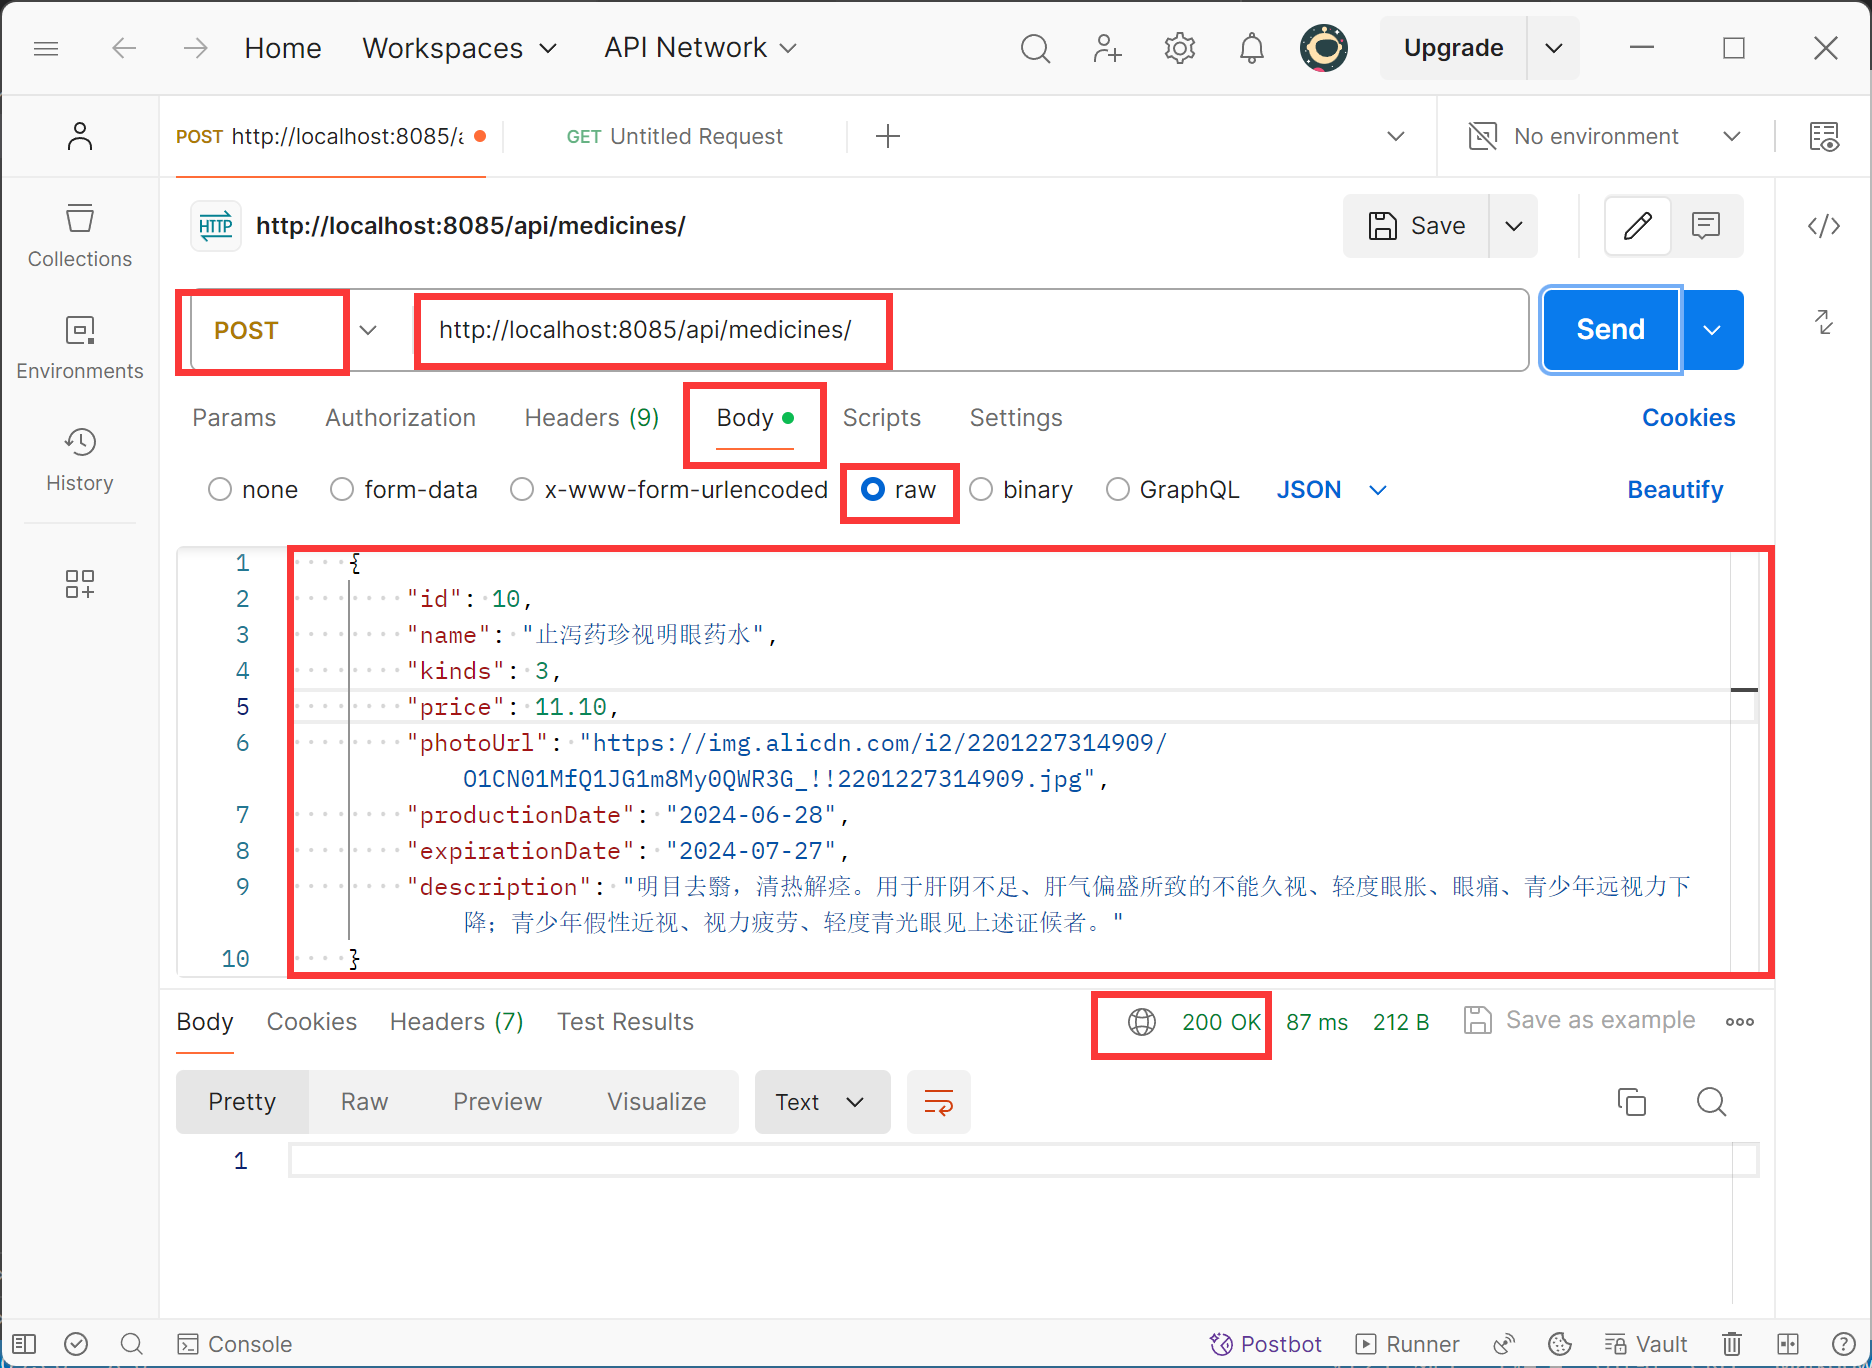 Home Workspaces API Network Upgrade
POST http://localhost:8085/a GET Untitled Request No environment
HTTP http://localhost:8085/api/medicines/ Save
Collections
Environments
History
POST http://localhost:8085/api/medicines/ Send
Params Authorization Headers (9) Body Scripts Settings Cookies
none form-data x-www-form-urlencoded raw binary GraphQL JSON Beautify
1 {
2 "id": 10,
3 "name": "止泻药珍视明眼药水",
4 "kinds": 3,
5 "price": 11.10,
6 "photoUrl": "https://img.alicdn.com/i2/2201227314909/
O1CN01MfQ1JG1m8My0QWR3G_!!2201227314909.jpg",
7 "productionDate": "2024-06-28",
8 "expirationDate": "2024-07-27",
9 "description": "明目去翳，清热解痉。用于肝阴不足、肝气偏盛所致的不能久视、轻度眼胀、眼痛、青少年远视力下
降；青少年假性近视、视力疲劳、轻度青光眼见上述证候者。"
10 }
Body Cookies Headers (7) Test Results 200 OK 87 ms 212 B Save as example
Pretty Raw Preview Visualize Text
1
Console Postbot Runner Vault